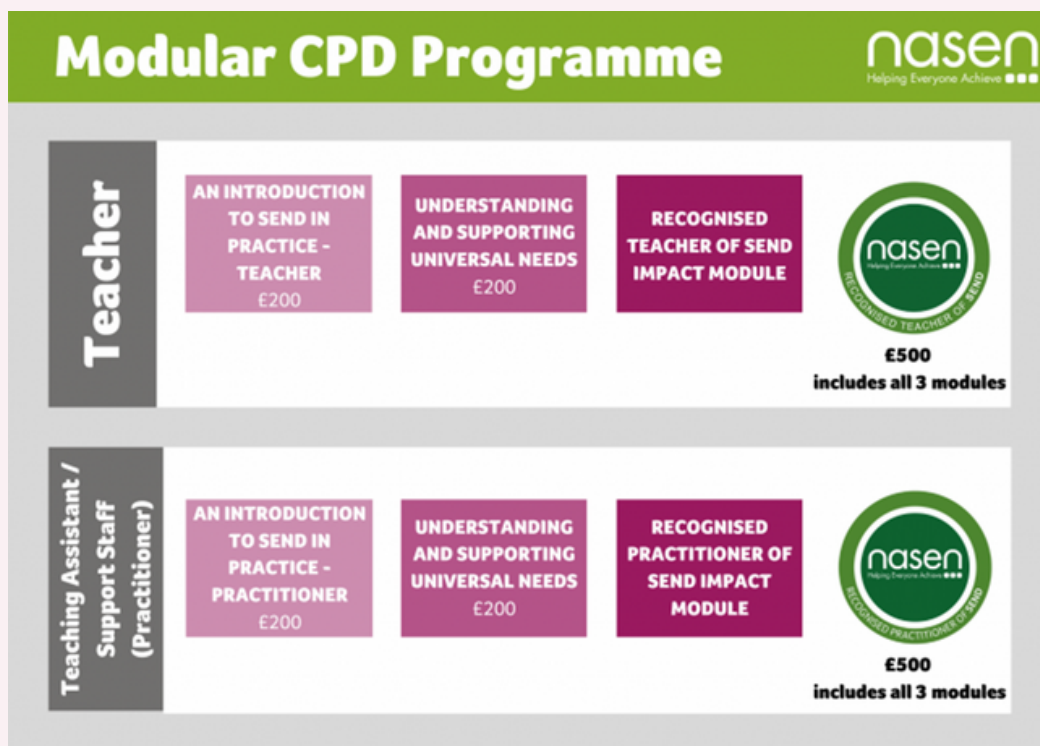 Modular CPD Programme
nasen
Helping Everyone Achieve
Teacher
AN INTRODUCTION
TO SEND IN
PRACTICE -
TEACHER
£200
UNDERSTANDING
AND SUPPORTING
UNIVERSAL NEEDS
£200
RECOGNISED
TEACHER OF SEND
IMPACT MODULE
nasen
Helping Everyone Achieve
RECOGNISED TEACHER OF SEND
£500
includes all 3 modules
Teaching Assistant /
Support Staff
(Practitioner)
AN INTRODUCTION
TO SEND IN
PRACTICE -
PRACTITIONER
£200
UNDERSTANDING
AND SUPPORTING
UNIVERSAL NEEDS
£200
RECOGNISED
PRACTITIONER OF
SEND IMPACT
MODULE
nasen
Helping Everyone Achieve
RECOGNISED PRACTITIONER OF SEND
£500
includes all 3 modules